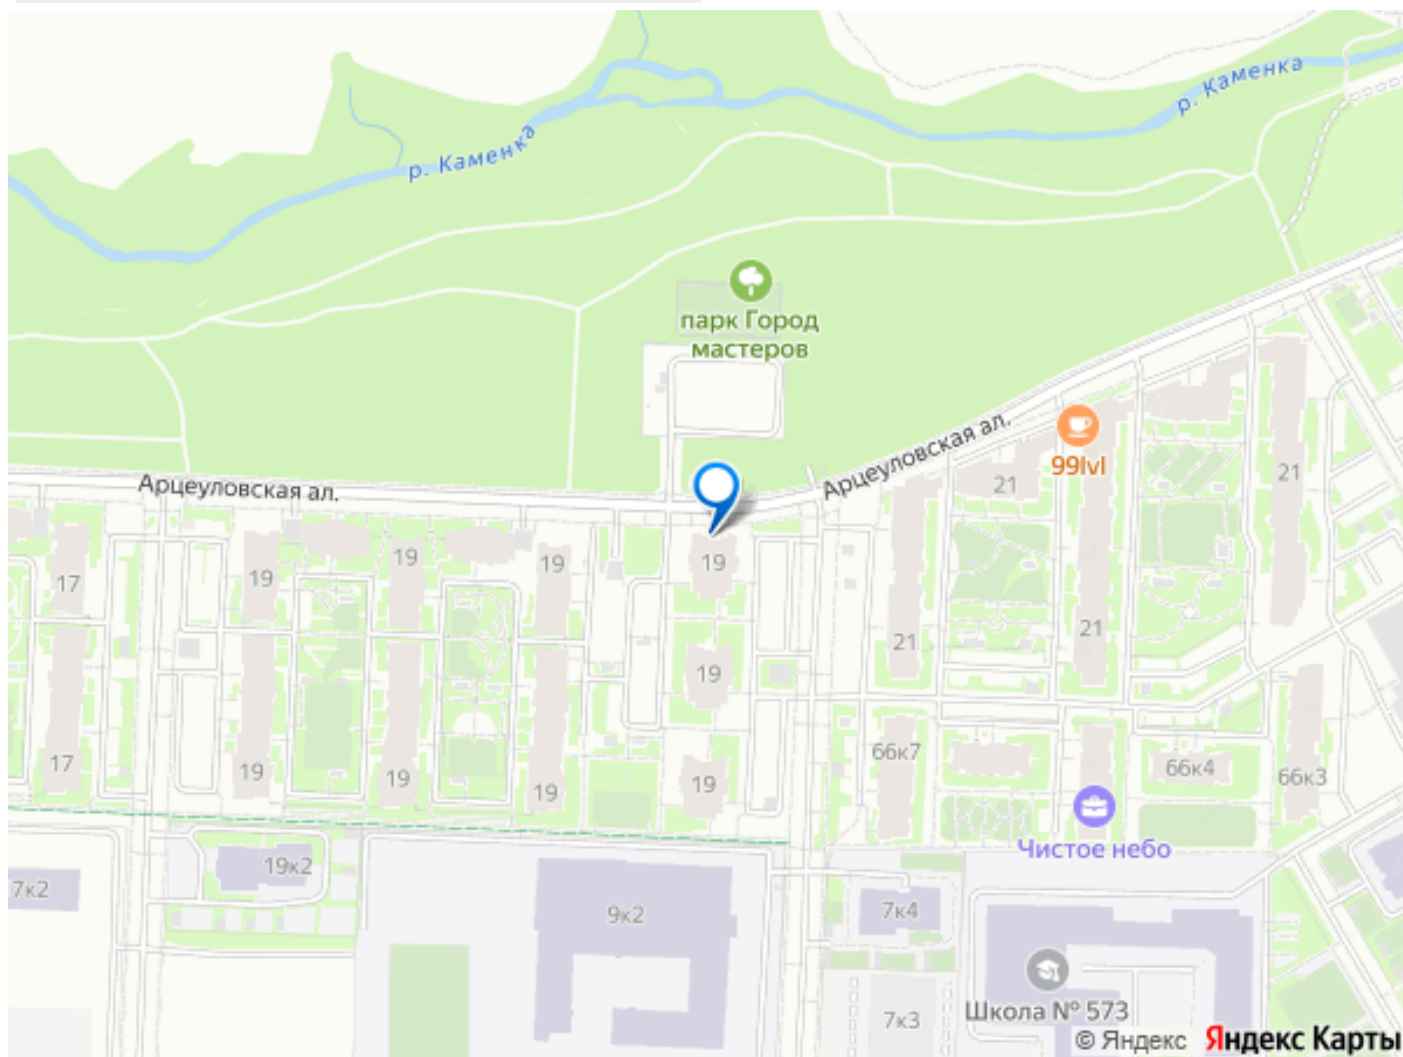 р. Каменка
р. Каменка
парк Город
мастеров
Арцеуловская ал.
99lvl
21
21
Арцеуловская ал.
19
19
19
17
19
21
21
19
66к7
66к4
66к3
17
19
19
19
19
Чистое небо
19к2
7к2
9к2
7к4
Школа № 573
7к3
© Яндекс Яндекс Карты